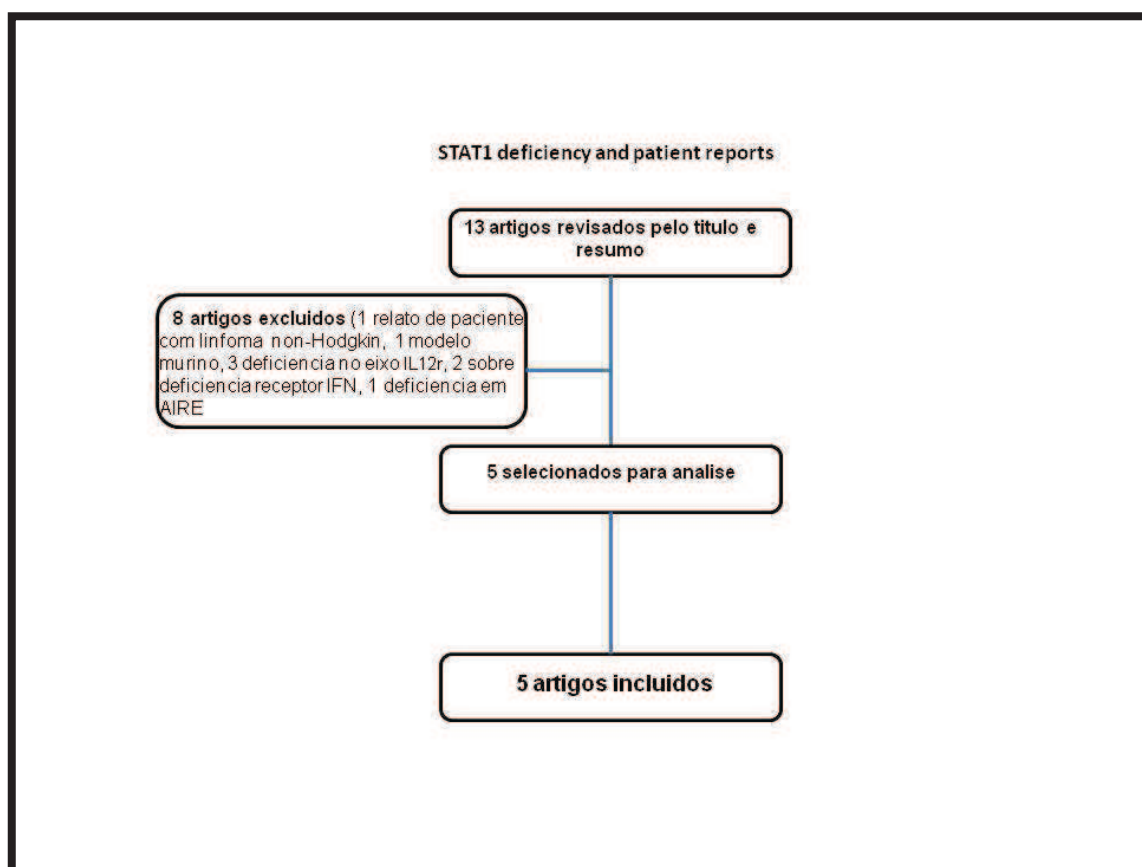 STAT1 deficiency and patient reports
13 artigos revisados pelo titulo e
resumo
8 artigos excluidos (1 relato de paciente
com linfoma non-Hodgkin, 1 modelo
murino, 3 deficiencia no eixo IL12r, 2 sobre
deficiencia receptor IFN, 1 deficiencia em
AIRE
5 selecionados para analise
5 artigos incluidos